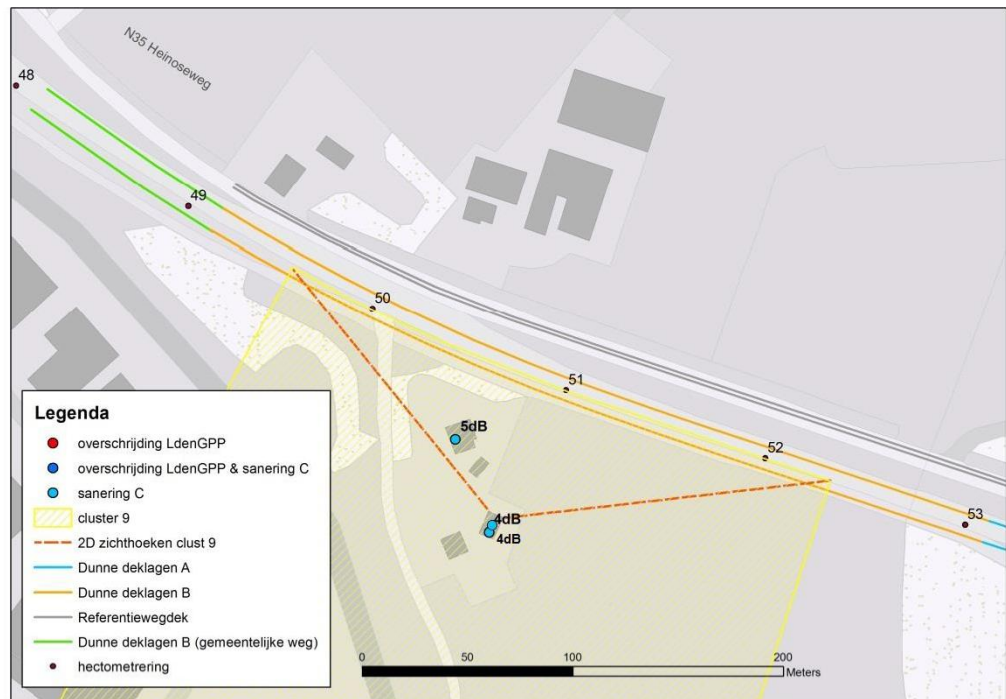 N35 Heinoseweg
48
49
50
51
52
53
5dB
4dB
4dB
Legenda
overschrijding LdenGPP
overschrijding LdenGPP & sanering C
sanering C
cluster 9
2D zichthoeken clust 9
Dunne deklagen A
Dunne deklagen B
Referentiewegdek
Dunne deklagen B (gemeentelijke weg)
hectometrering
0 50 100 200
Meters